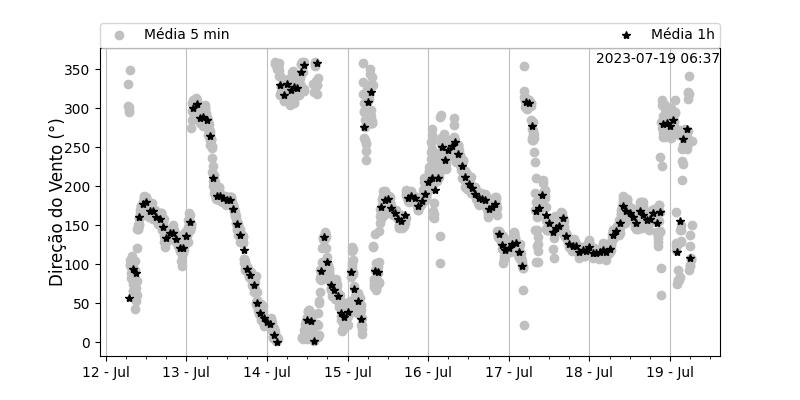 Média 5 min
Média 1h
2023-07-19 06:37
Direção do Vento (°)
350
300
250
200
150
100
50
0
12 - Jul
13 - Jul
14 - Jul
15 - Jul
16 - Jul
17 - Jul
18 - Jul
19 - Jul